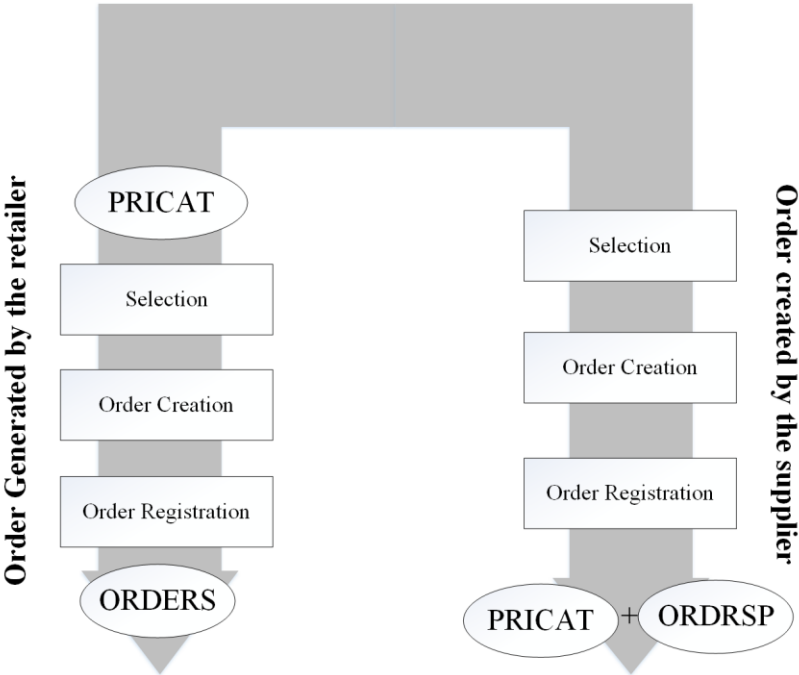 Order Generated by the retailer
PRICAT
Selection
Order Creation
Order Registration
ORDERS
Selection
Order Creation
Order Registration
PRICAT + ORDRSP
Order created by the supplier